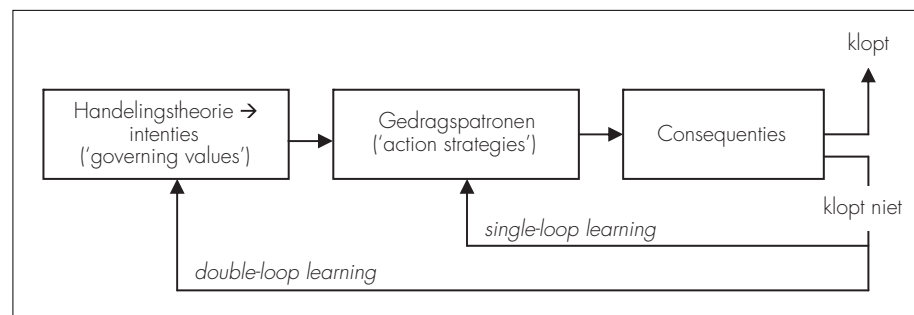 klopt
Handelingstheorie →
intenties
(‘governing values’)
Gedragspatronen
(‘action strategies’)
Consequenties
klopt niet
single-loop learning
double-loop learning